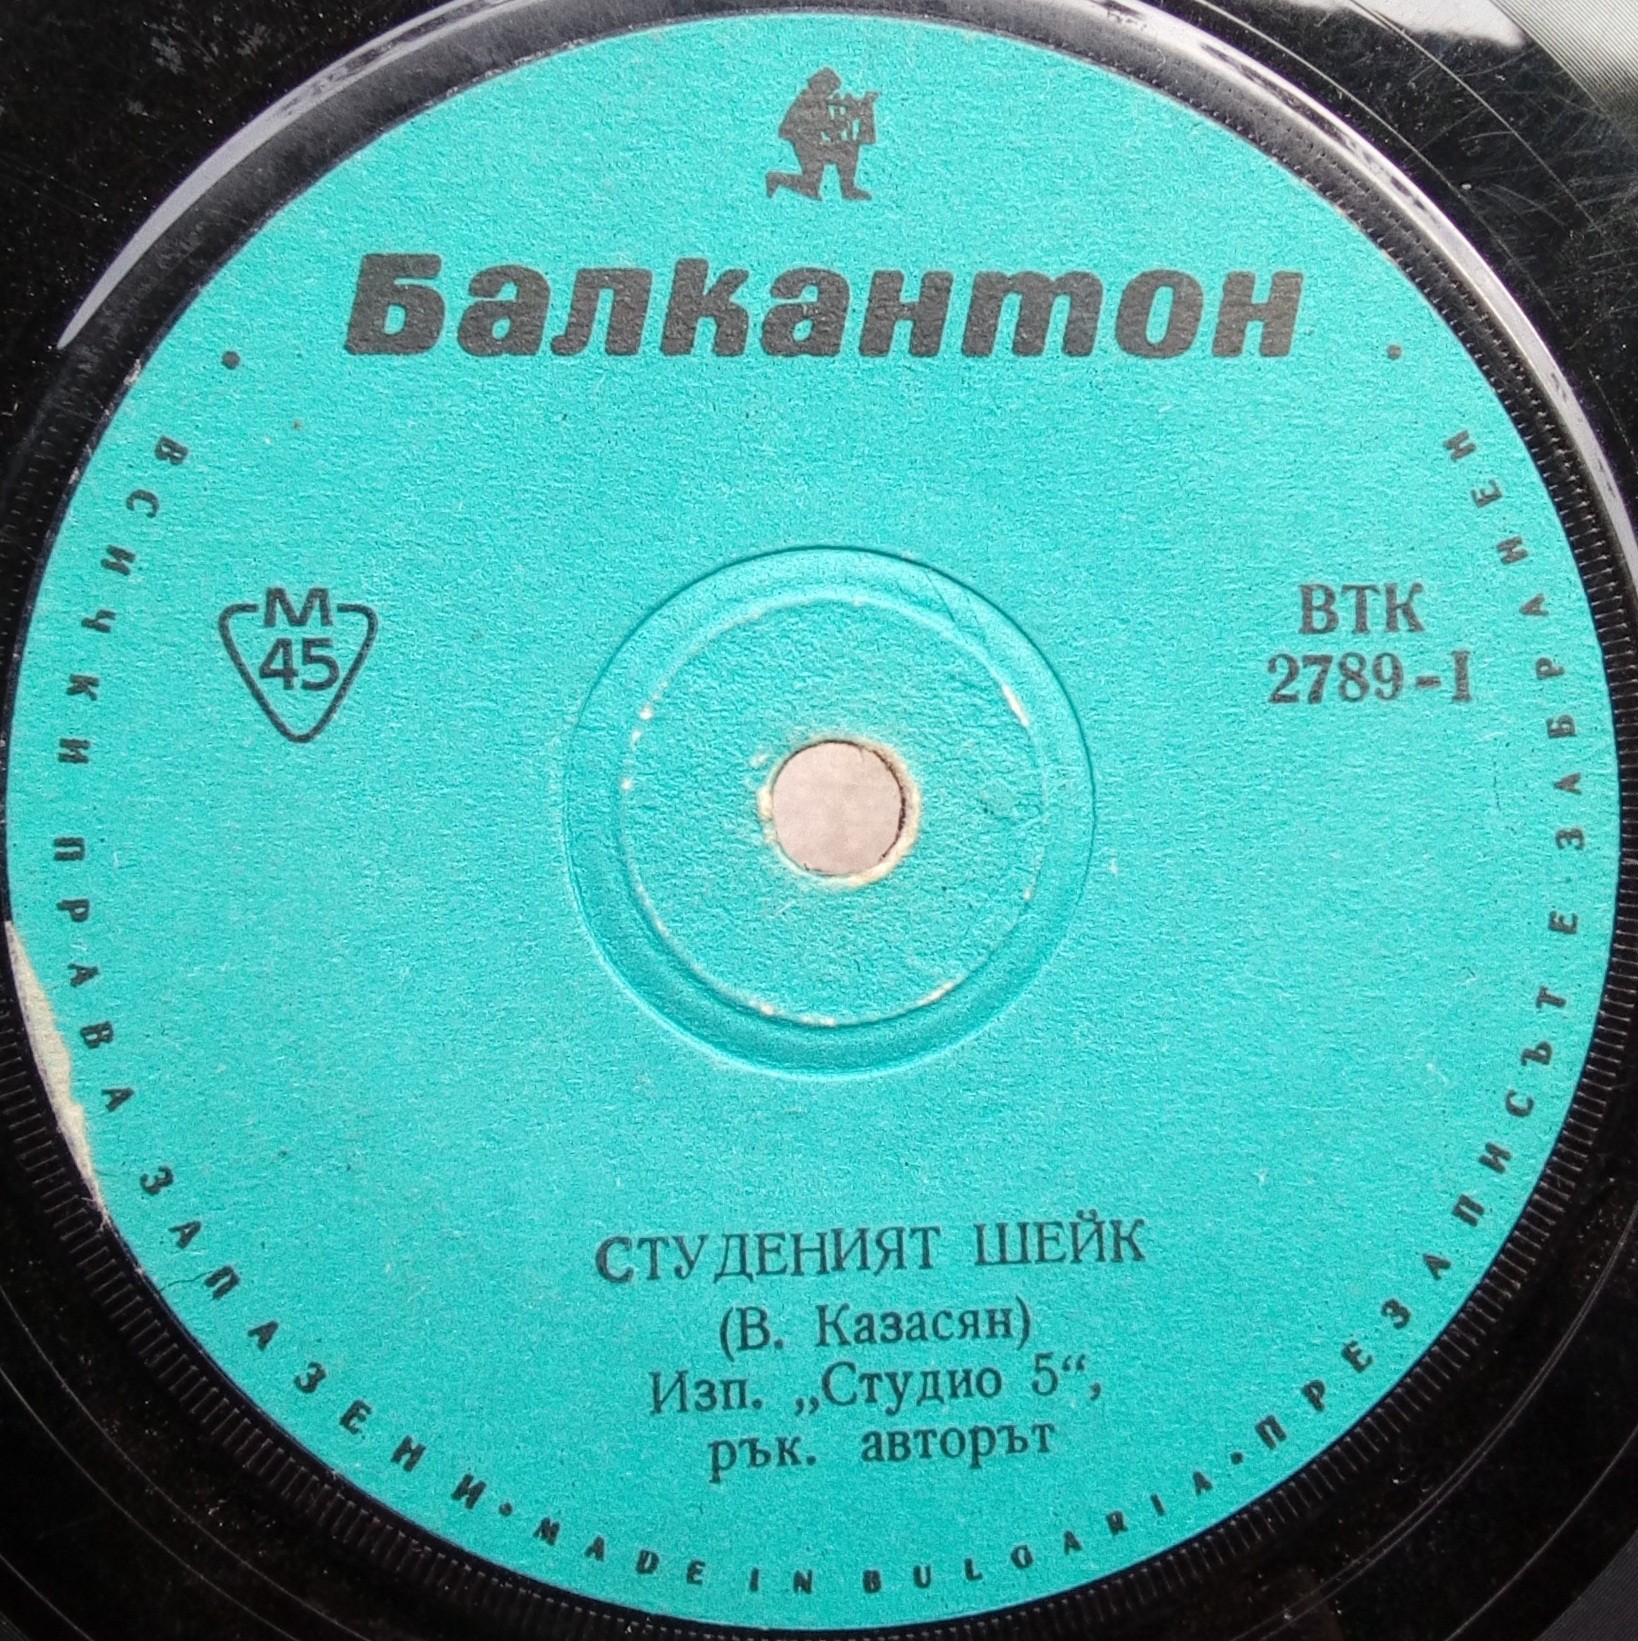 Балкантон
М
45
ВТК
2789-I
СТУДЕНИЯТ ШЕЙК
(В. Казасян)
Изп. „Студио 5“,
рък. авторът
• ВСИЧКИ ПРАВА ЗАПАЗЕНИ • MADE IN BULGARIA • ПРЕЗАПИСЪТ Е ЗАБРАНЕН •